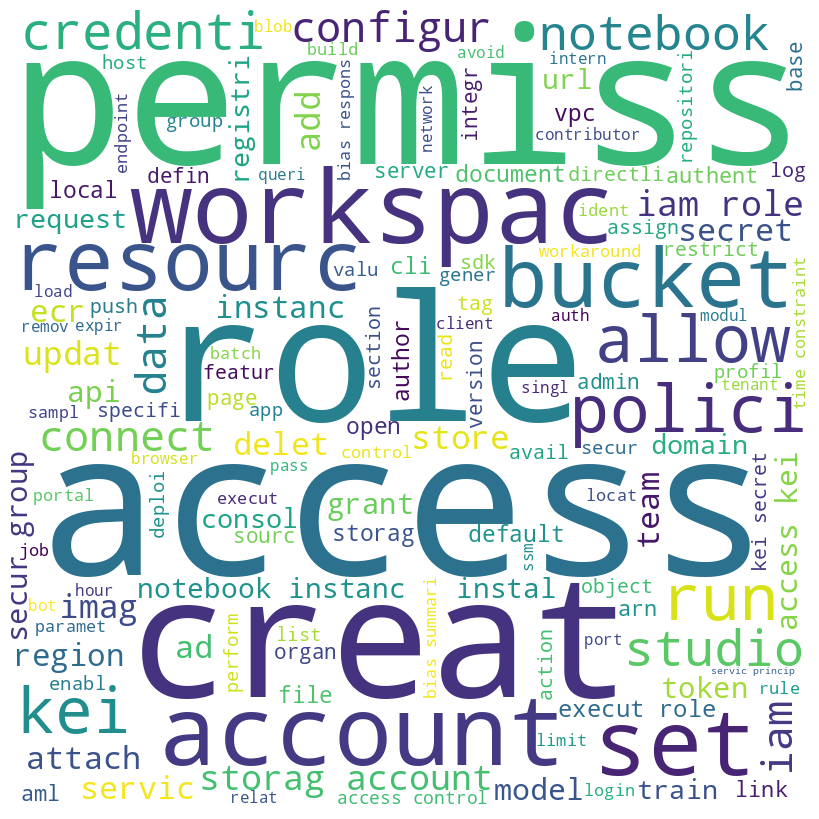 credenti
blob
configur
notebook
host
build
avoid
intern
permiss
registri
add
integr
url
repositori
base
endpoint
group
bias respons
network
vpc
contributor
queri
local
defin
server
document
directli
authent
log
request
workspac
ident
iam role
assign
secret
resourc
valu
cli
sdk
gener
workaround
restrict
bucket
load
ecr
push
data
instanc
section
tag
client
auth
modul
time constraint
remov
expir
role
allow
updat
batch
featur
author
read
version
profil
api
page
singl
admin
tenant
sampl
specifi
app
open
polici
connect
delet
store
control
avail
secur
domain
browser
pass
access
secur group
portal
deploi
execut
grant
locat
team
kei secret
access kei
consol
sourc
storag
default
ssm
job
hour
notebook instanc
instal
object
run
bot
imag
creat
arn
paramet
region
ad
perform
list
organ
bias summari
action
port
studio
servic princip
enabl
file
token
rule
kei
account
execut role
set
iam
attach
limit
storag account
aml
servic
relat
access control
model
login
train
link